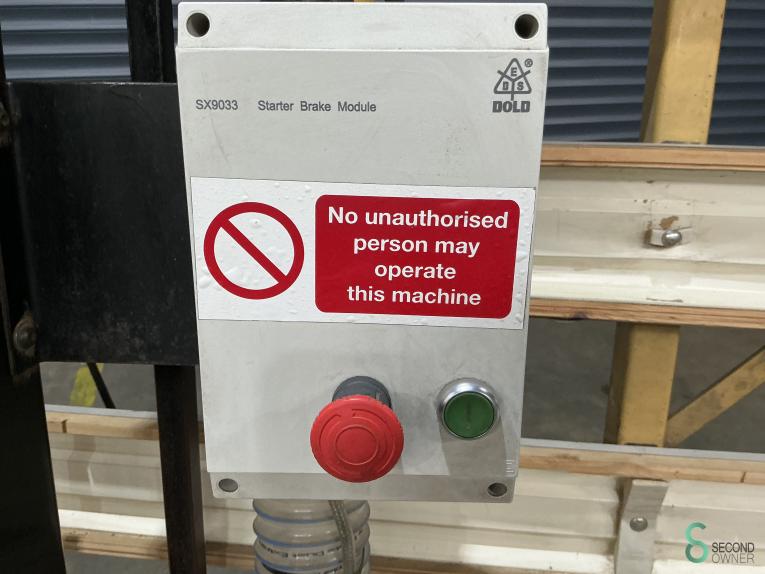 E
D S
®
DOLD
SX9033 Starter Brake Module
No unauthorised
person may
operate
this machine
SECOND
OWNER